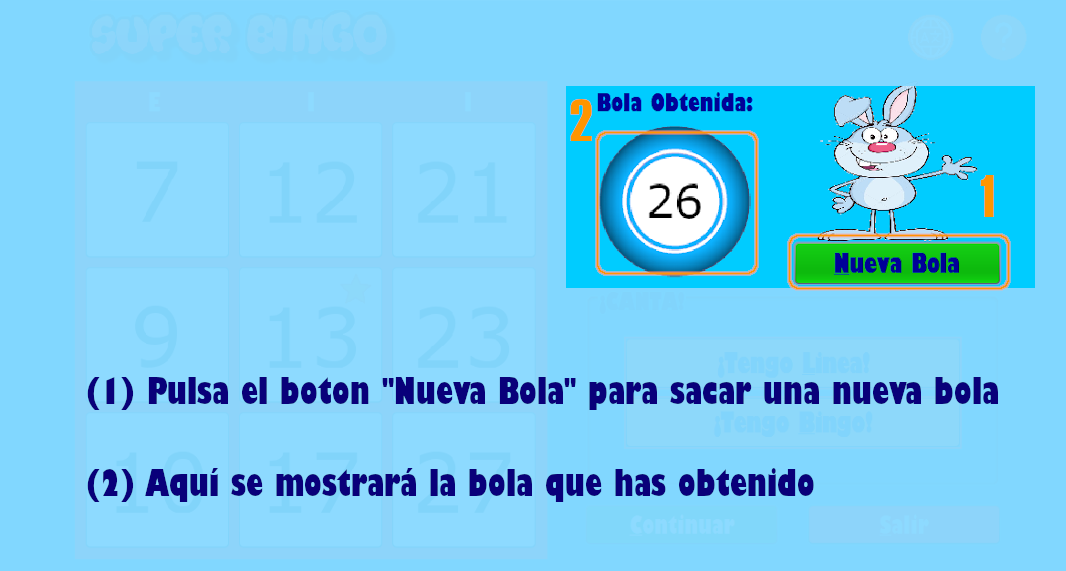 SUPER BINGO
2 Bola Obtenida:
26
1
Nueva Bola
7 12 21
9 13 23
¡Tengo Línea!
(1) Pulsa el boton "Nueva Bola" para sacar una nueva bola
¡Tengo Bingo!
17 27
(2) Aquí se mostrará la bola que has obtenido
Continuar Salir